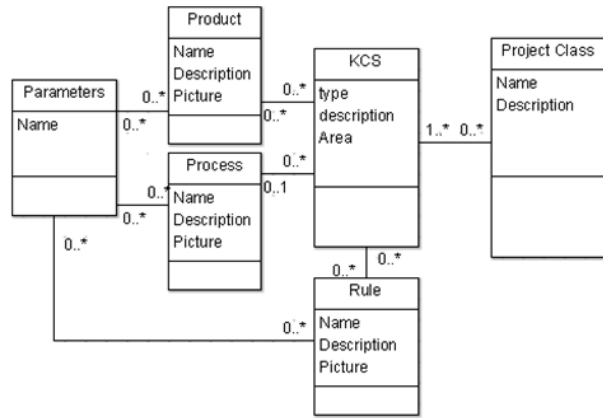 Product
Name
Description
Picture
KCS
type
description
Area
Project Class
Name
Description
Parameters
Name
0..*
0..*
0..*
0..*
1..*
0..*
Process
Name
Description
Picture
0..*
0..1
0..*
0..*
0..*
0..*
0..*
0..*
Rule
Name
Description
Picture